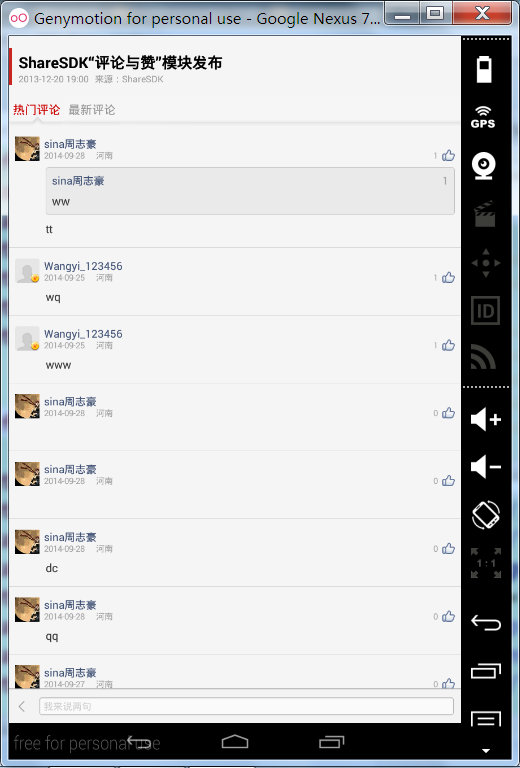 Genymotion for personal use - Google Nexus 7...
ShareSDK“评论与赞”模块发布
2013-12-20 19:00 来源：ShareSDK
热门评论 最新评论
sina周志豪
2014-09-28 河南 1
sina周志豪 1
ww
tt
Wangyi_123456
2014-09-25 河南 1
wq
Wangyi_123456
2014-09-25 河南 1
www
sina周志豪
2014-09-28 河南 0
sina周志豪
2014-09-28 河南 0
sina周志豪
2014-09-28 河南 0
dc
sina周志豪
2014-09-28 河南 0
qq
sina周志豪
2014-09-27 河南 0
我来说两句
free for personal use
GPS
ID
1:1